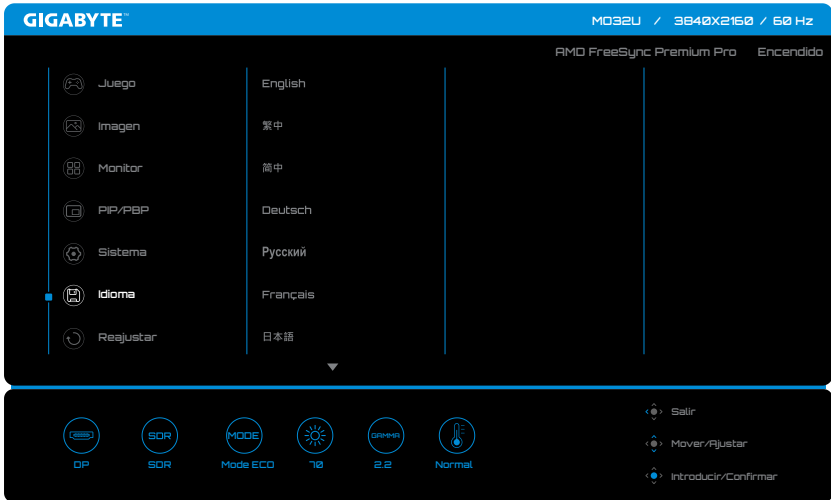 GIGABYTE™
MD32U / 3840X2160 / 60 Hz
AMD FreeSync Premium Pro Encendido
Juego English
Imagen 繁中
Monitor 简中
PIP/PBP Deutsch
Sistema Русский
Idioma Français
Reajustar 日本語
SDR MODE GAMMA
DP SDR Mode ECO 70 2.2 Normal
Salir
Mover/Ajustar
Introducir/Confirmar